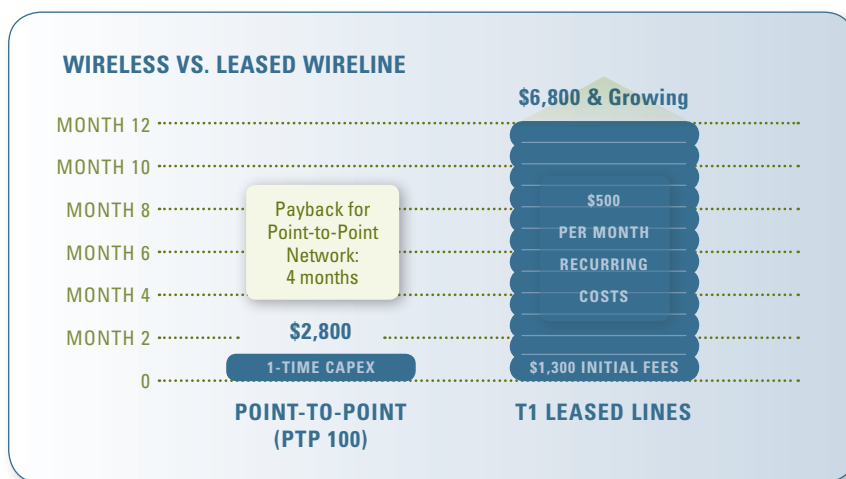 WIRELESS VS. LEASED WIRELINE
$6,800 & Growing
MONTH 12
MONTH 10
MONTH 8
MONTH 6
MONTH 4
MONTH 2
0
Payback for
Point-to-Point
Network:
4 months
$2,800
1-TIME CAPEX
$500
PER MONTH
RECURRING
COSTS
$1,300 INITIAL FEES
POINT-TO-POINT
(PTP 100)
T1 LEASED LINES